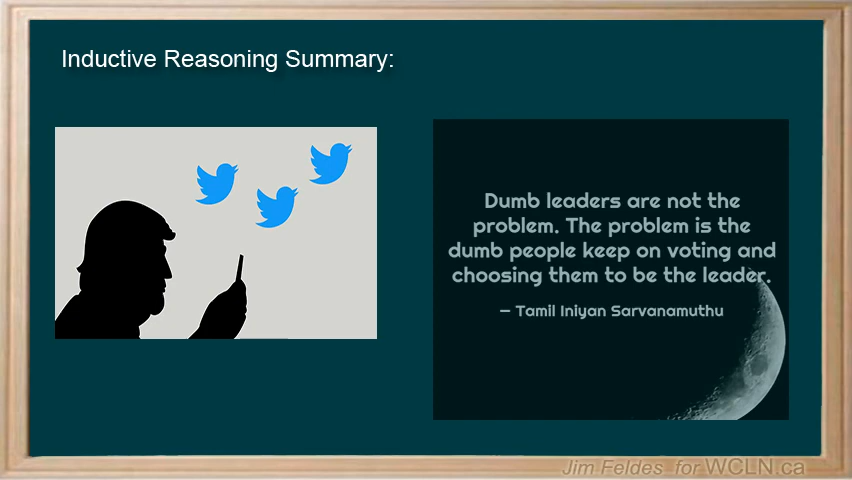 Inductive Reasoning Summary:
Dumb leaders are not the
problem. The problem is the
dumb people keep on voting and
choosing them to be the leader.
— Tamil Iniyan Sarvanamuthu
Jim Feldes for WCLN.ca